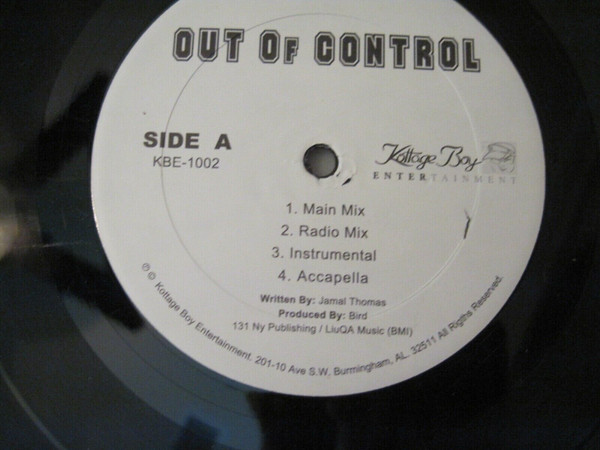 OUT OF CONTROL
SIDE A
KBE-1002
Kottage Boy
ENTERTAINMENT
1. Main Mix
2. Radio Mix
3. Instrumental
4. Accapella
Written By: Jamal Thomas
Produced By: Bird
131 Ny Publishing / LiuQA Music (BMI)
℗ © Kottage Boy Entertainment. 201-10 Ave S.W. Burmingham, AL. 32511 All Rigths Reserved.